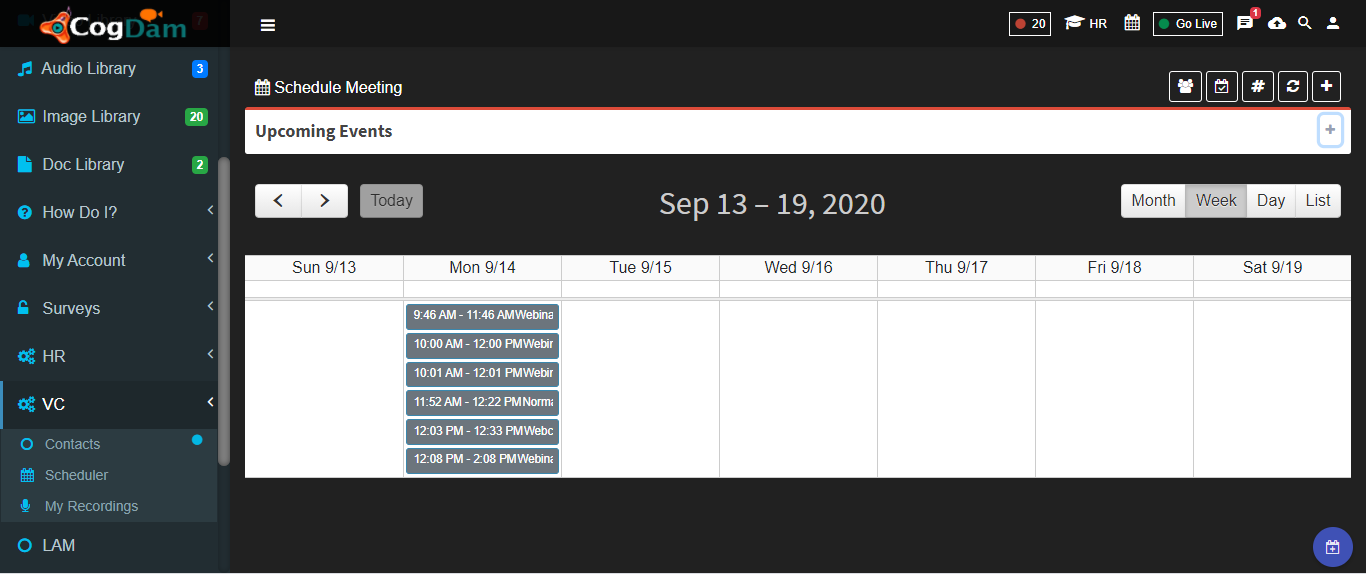 CogDam
20
HR
Go Live
1
Audio Library 3
Image Library 20
Doc Library 2
How Do I?
My Account
Surveys
HR
VC
Contacts
Scheduler
My Recordings
LAM
Schedule Meeting
#
Upcoming Events
Today
Sep 13 – 19, 2020
Month Week Day List
Sun 9/13 Mon 9/14 Tue 9/15 Wed 9/16 Thu 9/17 Fri 9/18 Sat 9/19
9:46 AM - 11:46 AMWebina
10:00 AM - 12:00 PMWebir
10:01 AM - 12:01 PMWebir
11:52 AM - 12:22 PMNorma
12:03 PM - 12:33 PMWebc
12:08 PM - 2:08 PMWebina